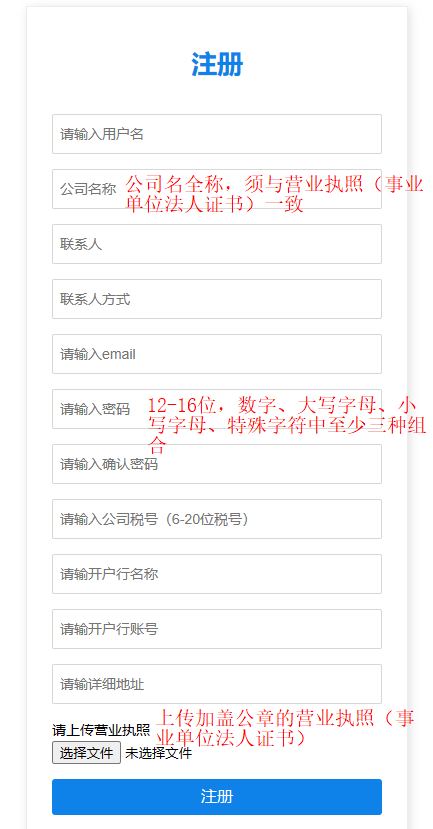 注册
请输入用户名
公司名称
公司名全称，须与营业执照（事业
单位法人证书）一致
联系人
联系人方式
请输入email
请输入密码
12-16位，数字、大写字母、小
写字母、特殊字符中至少三种组
合
请输入确认密码
请输入公司税号（6-20位税号）
请输开户行名称
请输开户行账号
请输详细地址
请上传营业执照
上传加盖公章的营业执照（事
业单位法人证书）
选择文件 未选择文件
注册